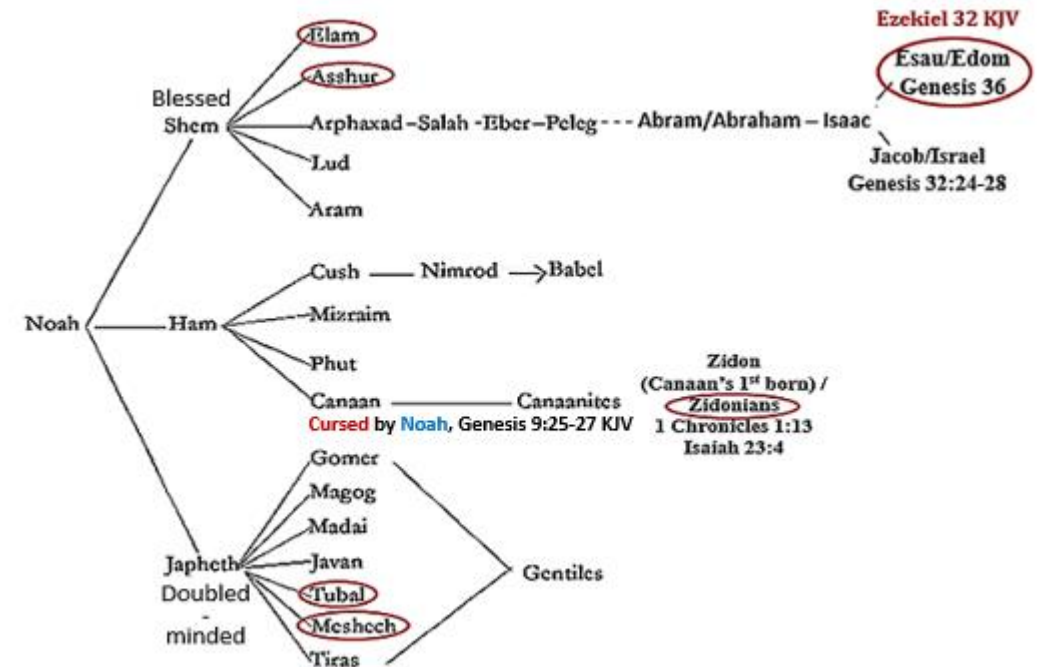 Ezekiel 32 KJV
Elam
Esau/Edom
Genesis 36
Asshur
Blessed
Shem
Arphaxad-Salah-Eber-Peleg---Abram/Abraham-Isaac
Lud
Jacob/Israel
Genesis 32:24-28
Aram
Cush
Nimrod
Babel
Noah
Ham
Mizraim
Phut
Zidon
(Canaan's 1st born) /
Canaan
Canaanites
Zidonians
Cursed by Noah, Genesis 9:25-27 KJV
1 Chronicles 1:13
Isaiah 23:4
Gomer
Magog
Madai
Japheth
Javan
Gentiles
Doubled
-
minded
Tubal
Meshech
Tiras